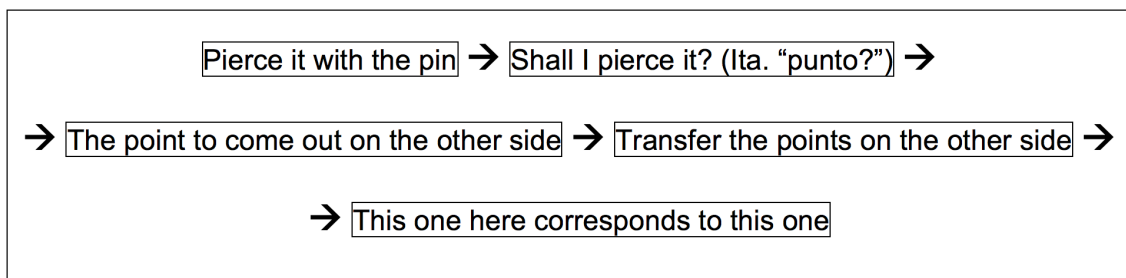 Pierce it with the pin → Shall I pierce it? (Ita. “punto?”) →
→ The point to come out on the other side → Transfer the points on the other side →
→ This one here corresponds to this one